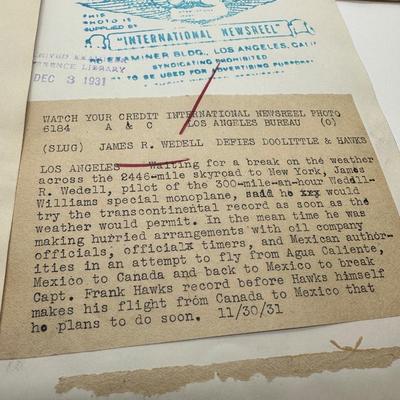 THIS
PHOTO IS
SUPPLIED BY
"INTERNATIONAL NEWSREEL"
EXAMINER BLDG., LOS ANGELES, CALIF
SYNDICATING PROHIBITED
TO BE USED FOR ADVERTISING PURPOSES
DEC 3 1931
WATCH YOUR CREDIT INTERNATIONAL NEWSREEL PHOTO
6184 A & C LOS ANGELES BUREAU (O)
(SLUG) JAMES R. WEDELL DEFIES DOOLITTLE & HAWKS
LOS ANGELES Waiting for a break on the weather
across the 2446-mile skyroad to New York, James
R. Wedell, pilot of the 300-mile-an-hour Wedell-
Williams special monoplane, said he xxx would
try the transcontinental record as soon as the
weather would permit. In the mean time he was
making hurried arrangements with oil company
officials, officialx timers, and Mexican author-
ities in an attempt to fly from Agua Caliente,
Mexico to Canada and back to Mexico to break
Capt. Frank Hawks record before Hawks himself
makes his flight from Canada to Mexico that
he plans to do soon. 11/30/31